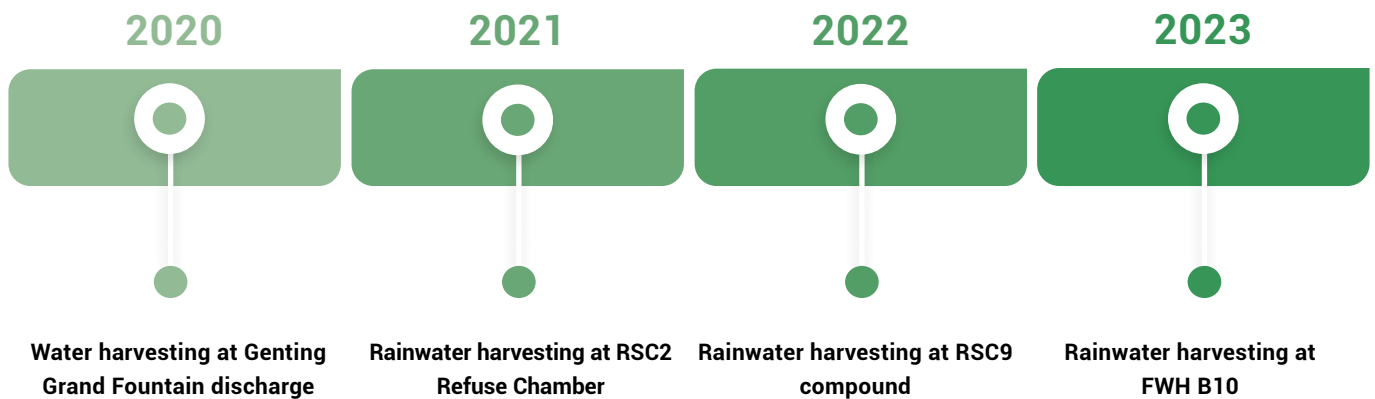 2020
2021
2022
2023
Water harvesting at Genting
Grand Fountain discharge
Rainwater harvesting at RSC2
Refuse Chamber
Rainwater harvesting at RSC9
compound
Rainwater harvesting at
FWH B10